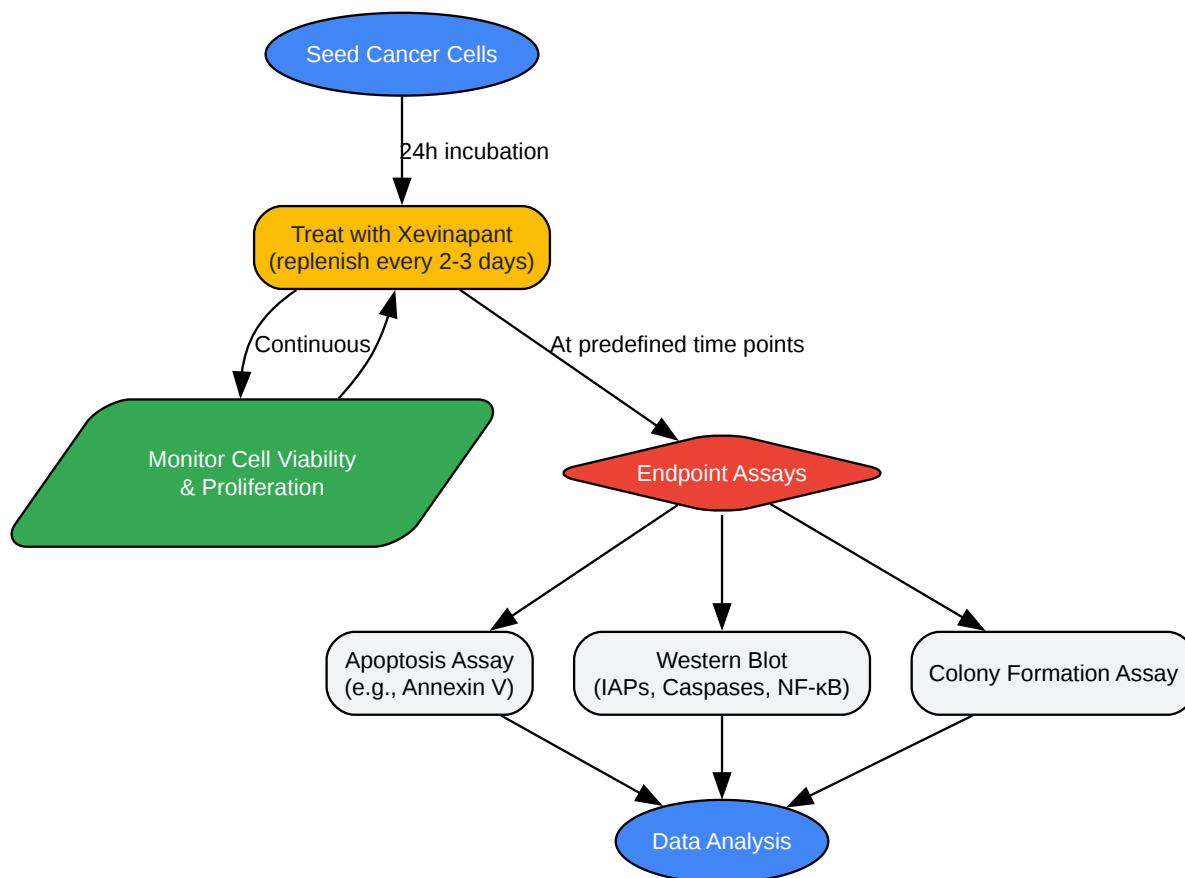 Seed Cancer Cells
24h incubation
Treat with Xevinapant
(replenish every 2-3 days)
Continuous
At predefined time points
Monitor Cell Viability
& Proliferation
Endpoint Assays
Apoptosis Assay
(e.g., Annexin V)
Western Blot
(IAPs, Caspases, NF-κB)
Colony Formation Assay
Data Analysis